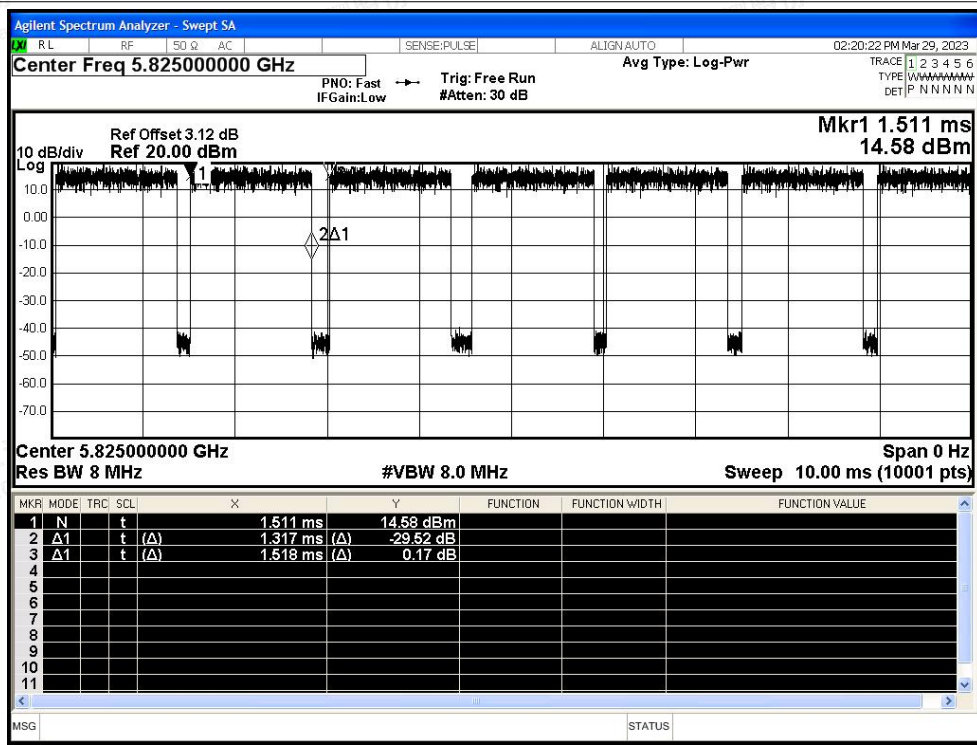 Agilent Spectrum Analyzer - Swept SA
LXI RL RF 50 Ω AC SENSE:PULSE ALIGN AUTO 02:20:22 PM Mar 29, 2023
Center Freq 5.825000000 GHz
PNO: Fast
IFGain:Low
Trig: Free Run
#Atten: 30 dB
Avg Type: Log-Pwr
TRACE 1 2 3 4 5 6
TYPE WWWWWW
DET P N N N N N
Mkr1 1.511 ms
14.58 dBm
Ref Offset 3.12 dB
10 dB/div Ref 20.00 dBm
Log
1
10.0
0.00
2Δ1
-10.0
-20.0
-30.0
-40.0
-50.0
-60.0
-70.0
Center 5.825000000 GHz Span 0 Hz
Res BW 8 MHz #VBW 8.0 MHz Sweep 10.00 ms (10001 pts)
MKR MODE TRC SCL X Y FUNCTION FUNCTION WIDTH FUNCTION VALUE
1 N t 1.511 ms 14.58 dBm
2 Δ1 t (Δ) 1.317 ms (Δ) -29.52 dB
3 Δ1 t (Δ) 1.518 ms (Δ) 0.17 dB
4
5
6
7
8
9
10
11
MSG STATUS